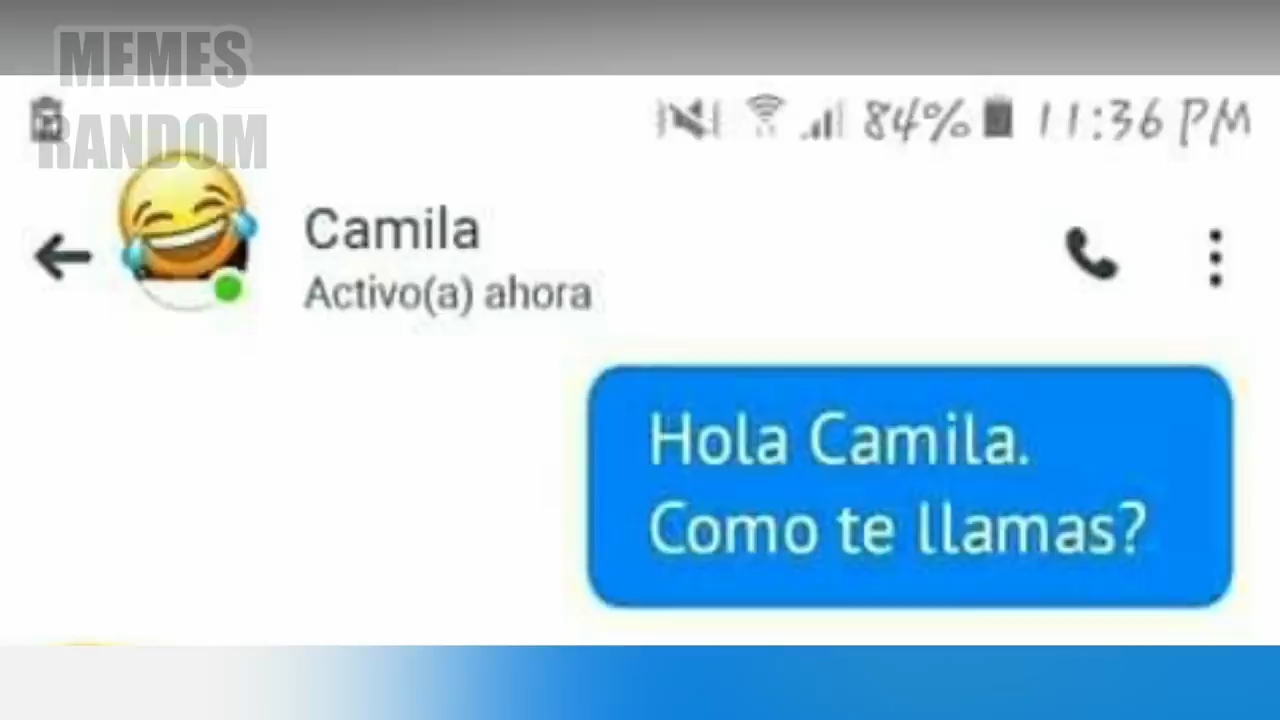 MEMES
RANDOM
84% 11:36 PM
Camila
Activo(a) ahora
Hola Camila.
Como te llamas?